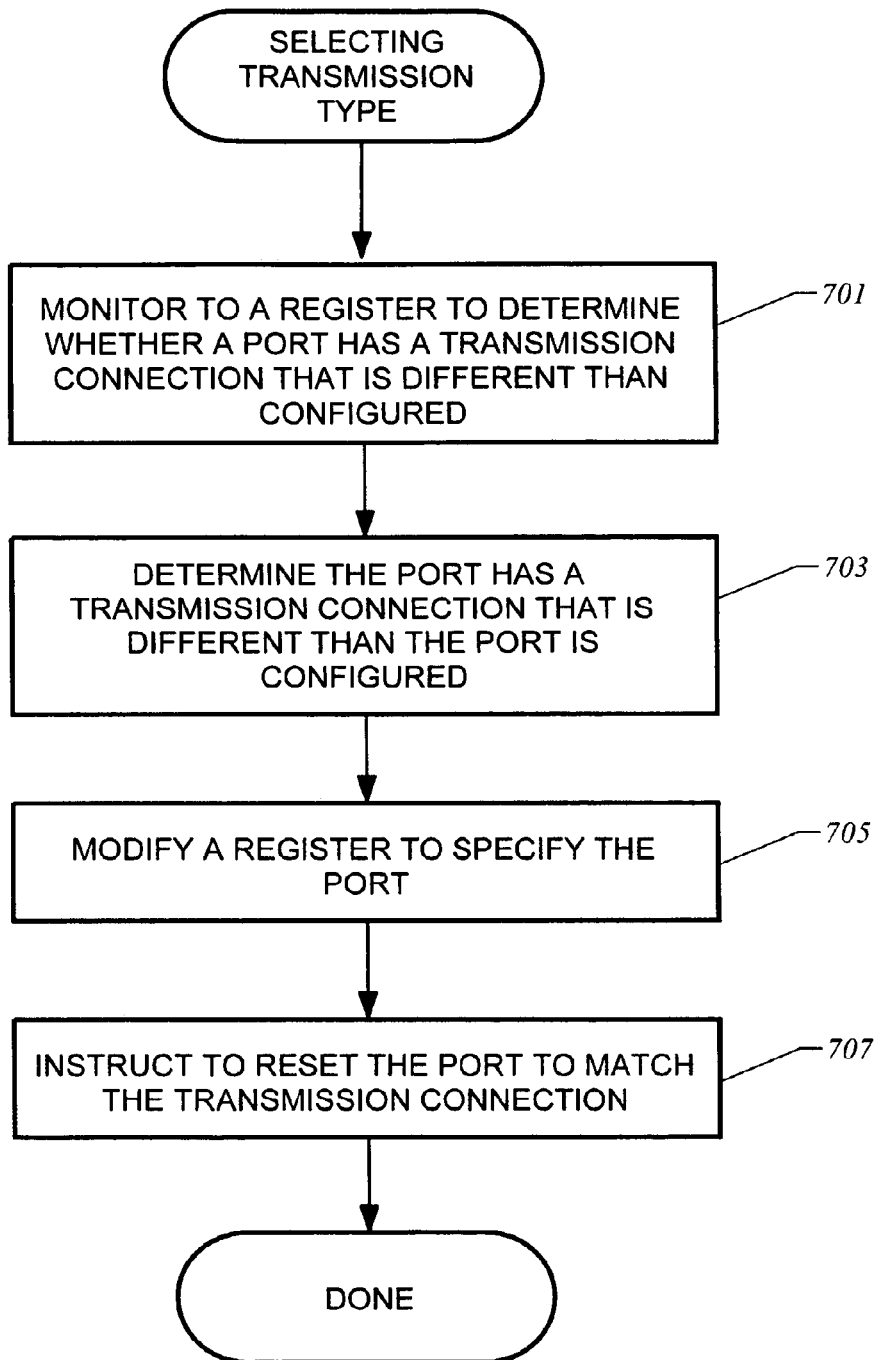 SELECTING
TRANSMISSION
TYPE
MONITOR TO A REGISTER TO DETERMINE
WHETHER A PORT HAS A TRANSMISSION
CONNECTION THAT IS DIFFERENT THAN
CONFIGURED
701
DETERMINE THE PORT HAS A
TRANSMISSION CONNECTION THAT IS
DIFFERENT THAN THE PORT IS
CONFIGURED
703
MODIFY A REGISTER TO SPECIFY THE
PORT
705
INSTRUCT TO RESET THE PORT TO MATCH
THE TRANSMISSION CONNECTION
707
DONE